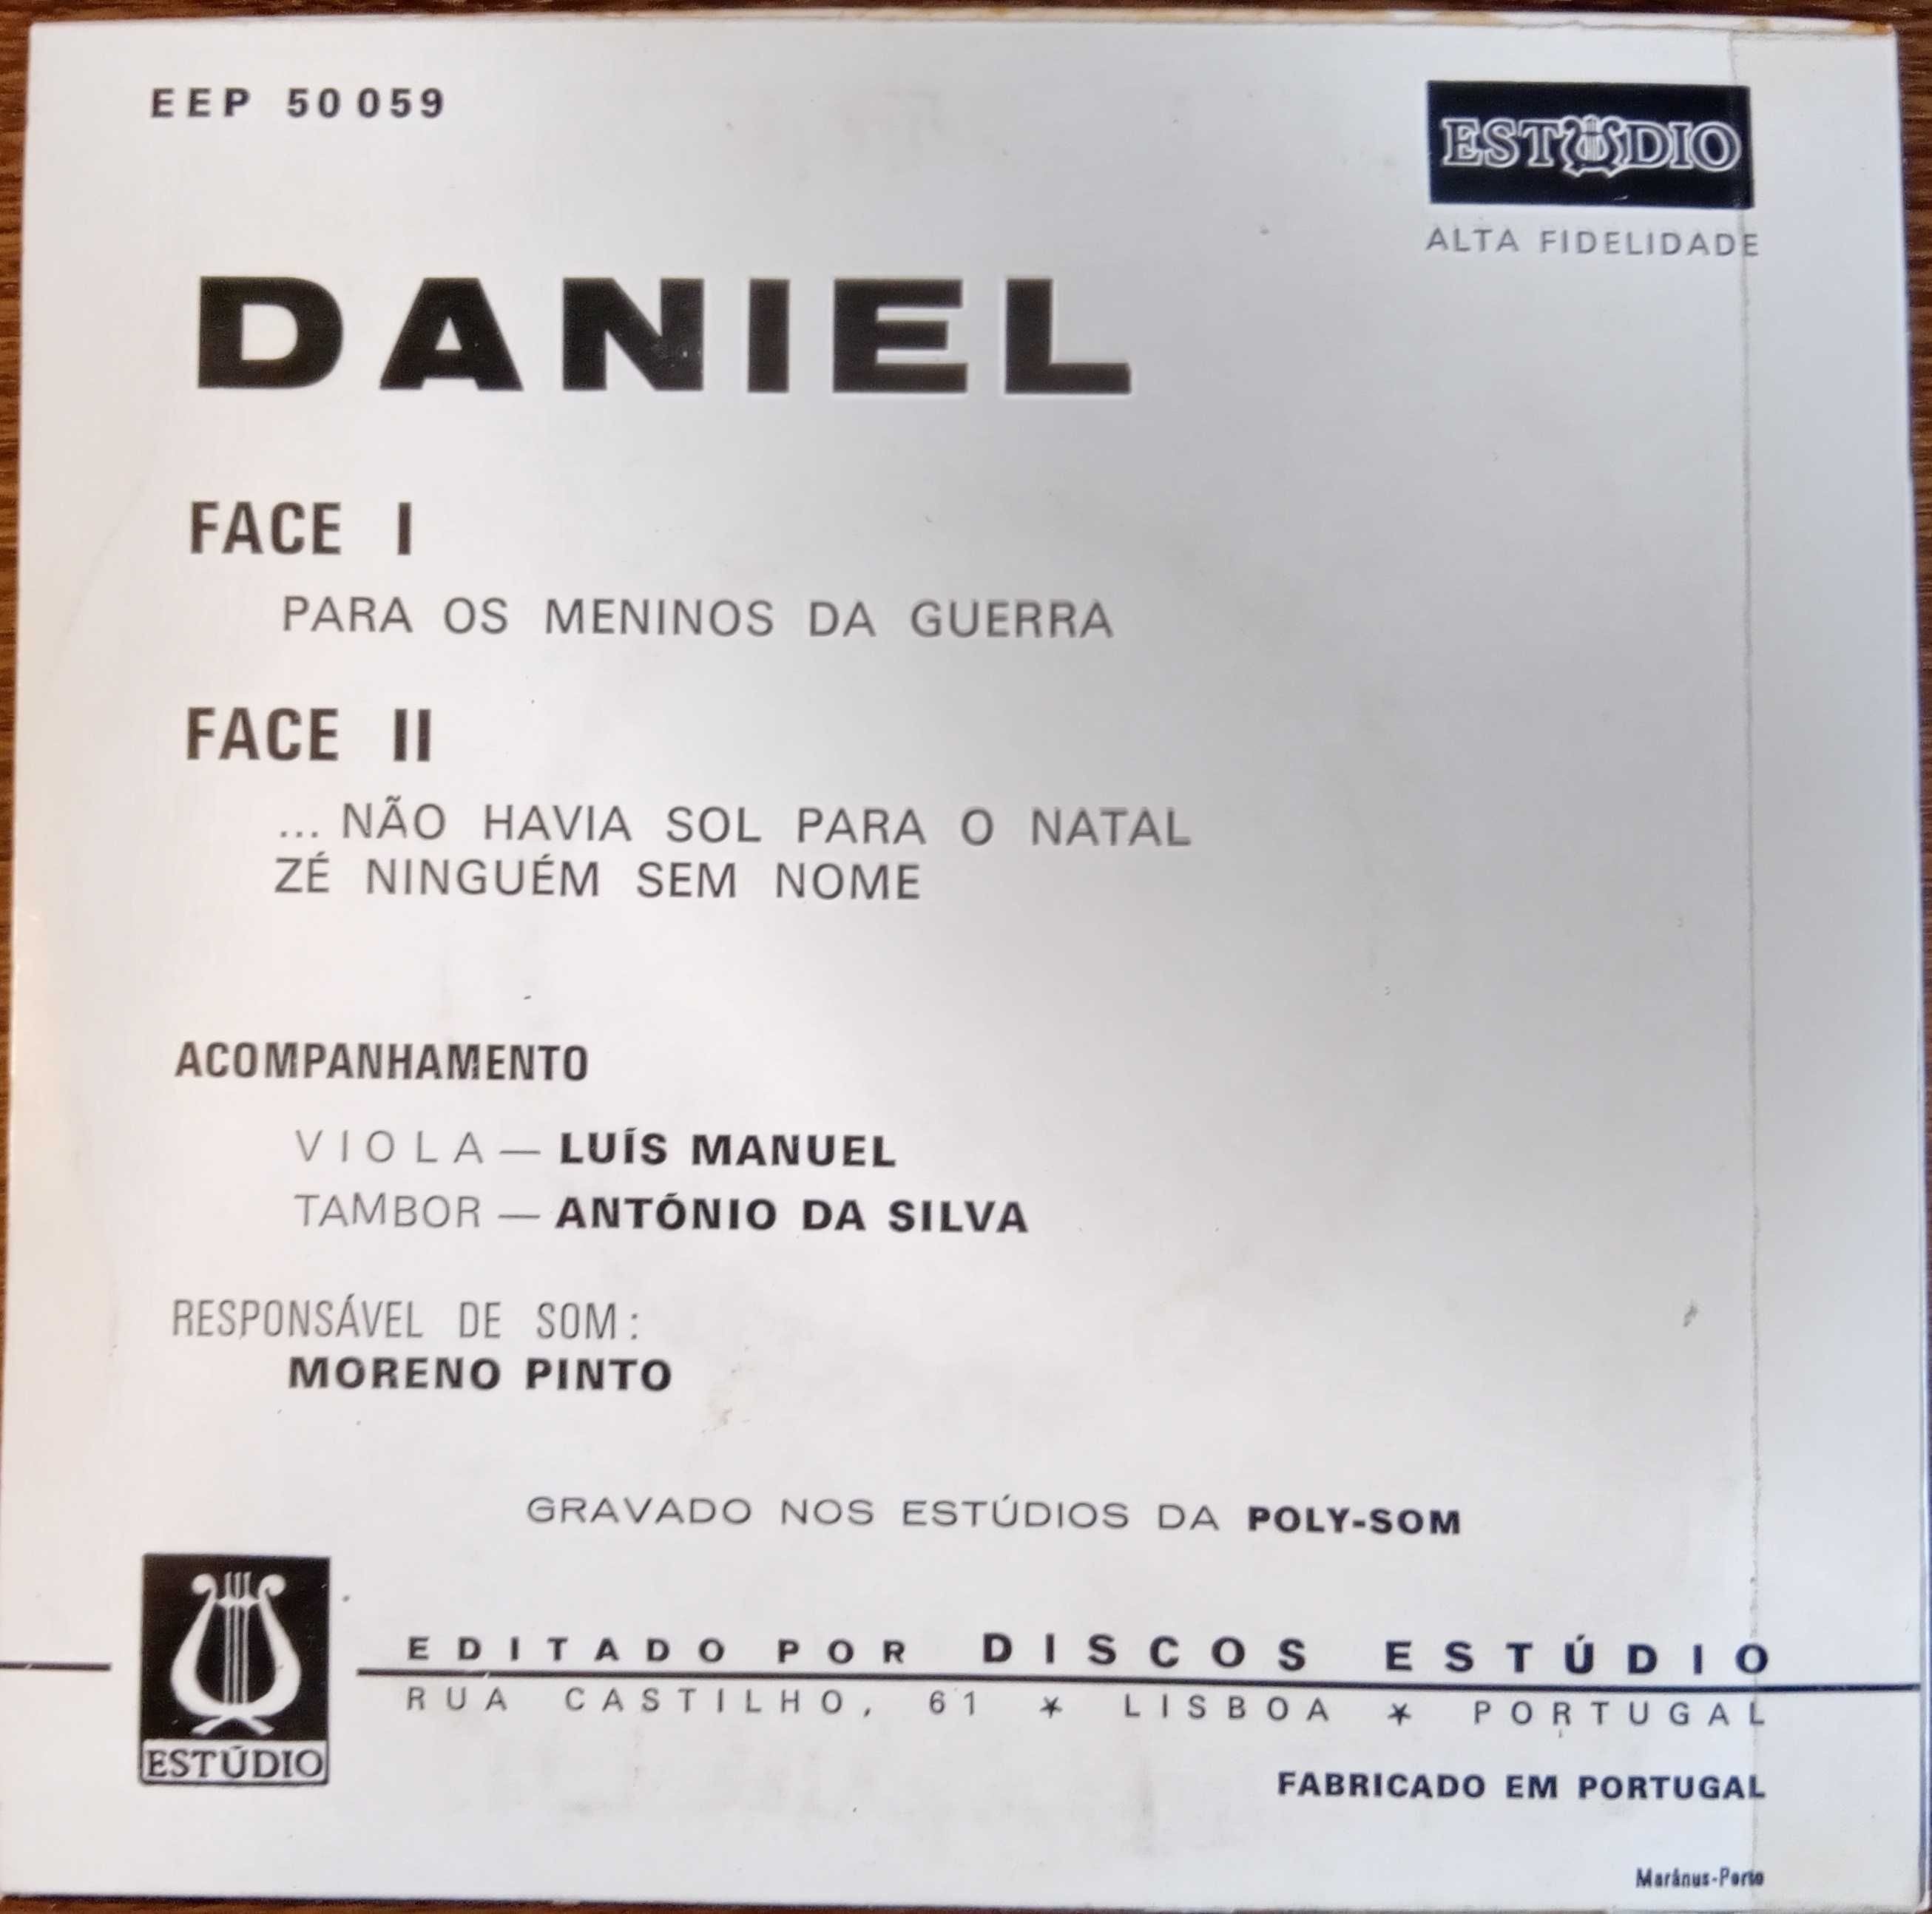 EEP 50059
ESTÚDIO
ALTA FIDELIDADE
DANIEL
FACE I
PARA OS MENINOS DA GUERRA
FACE II
... NÃO HAVIA SOL PARA O NATAL
ZÉ NINGUÉM SEM NOME
ACOMPANHAMENTO
VIOLA — LUÍS MANUEL
TAMBOR — ANTÓNIO DA SILVA
RESPONSÁVEL DE SOM:
MORENO PINTO
GRAVADO NOS ESTÚDIOS DA POLY-SOM
EDITADO POR DISCOS ESTÚDIO
RUA CASTILHO, 61 * LISBOA * PORTUGAL
ESTÚDIO
FABRICADO EM PORTUGAL
Marânus-Porto